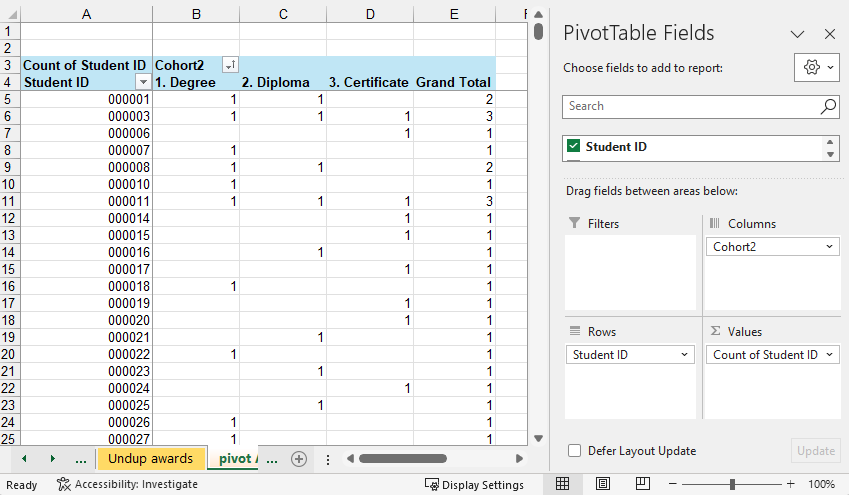 A B C D E F
1
2
3 Count of Student ID Cohort2
4 Student ID 1. Degree 2. Diploma 3. Certificate Grand Total
5 000001 1 1 2
6 000003 1 1 1 3
7 000006 1 1
8 000007 1 1
9 000008 1 1 2
10 000010 1 1
11 000011 1 1 1 3
12 000014 1 1
13 000015 1 1
14 000016 1 1
15 000017 1 1
16 000018 1 1
17 000019 1 1
18 000020 1 1
19 000021 1 1
20 000022 1 1
21 000023 1 1
22 000024 1 1
23 000025 1 1
24 000026 1 1
25 000027 1 1
... Undup awards pivot ...
Ready Accessibility: Investigate Display Settings 100%
PivotTable Fields
Choose fields to add to report:
Search
Student ID
Drag fields between areas below:
Filters Columns
Cohort2
Rows Σ Values
Student ID Count of Student ID
Defer Layout Update Update